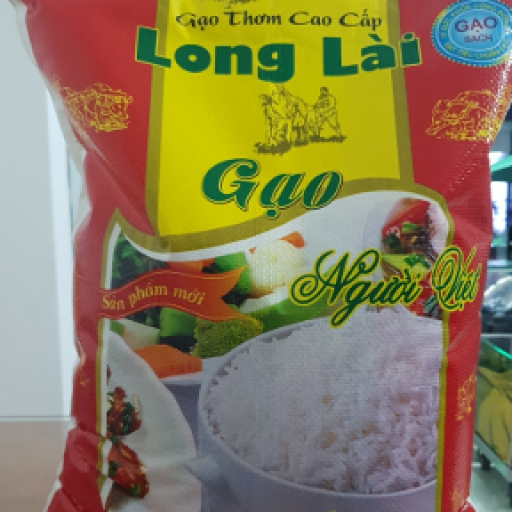 Gạo Thơm Cao Cấp
Long Lài
GẠO
SẠCH
Gạo
Người Việt
Sản phẩm mới